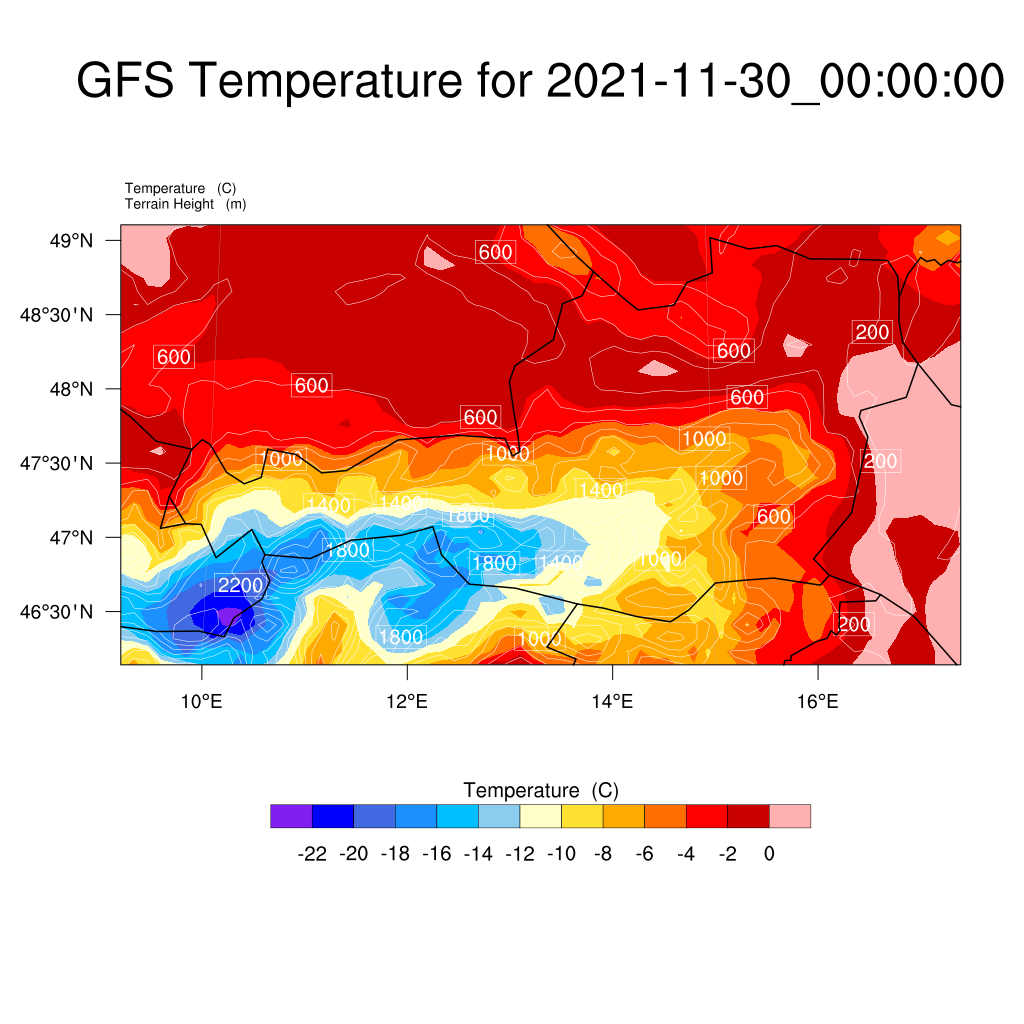 GFS Temperature for 2021-11-30_00:00:00
Temperature (C)
Terrain Height (m)
49°N
48°30'N
48°N
47°30'N
47°N
46°30'N
600
200
600
600
600
600
600
1000
1000
1000
200
1000
1400
1400
1400
1800
600
1800
1800
1400
1000
2200
1800
1000
200
10°E 12°E 14°E 16°E
Temperature (C)
-22 -20 -18 -16 -14 -12 -10 -8 -6 -4 -2 0